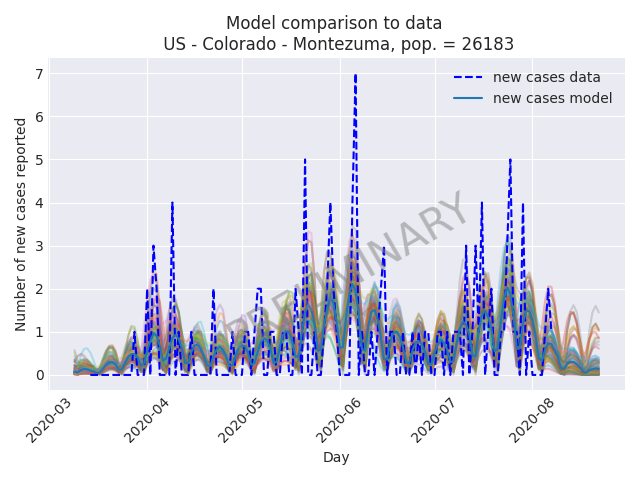 Model comparison to data
US - Colorado - Montezuma, pop. = 26183
Number of new cases reported
7
6
5
4
3
2
1
0
new cases data
new cases model
PRELIMINARY
2020-03
2020-04
2020-05
2020-06
2020-07
2020-08
Day